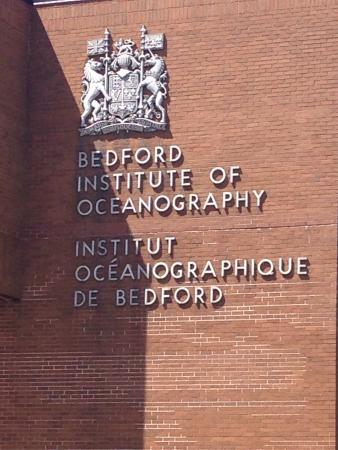 BEDFORD
INSTITUTE OF
OCEANOGRAPHY
INSTITUT
OCÉANOGRAPHIQUE
DE BEDFORD